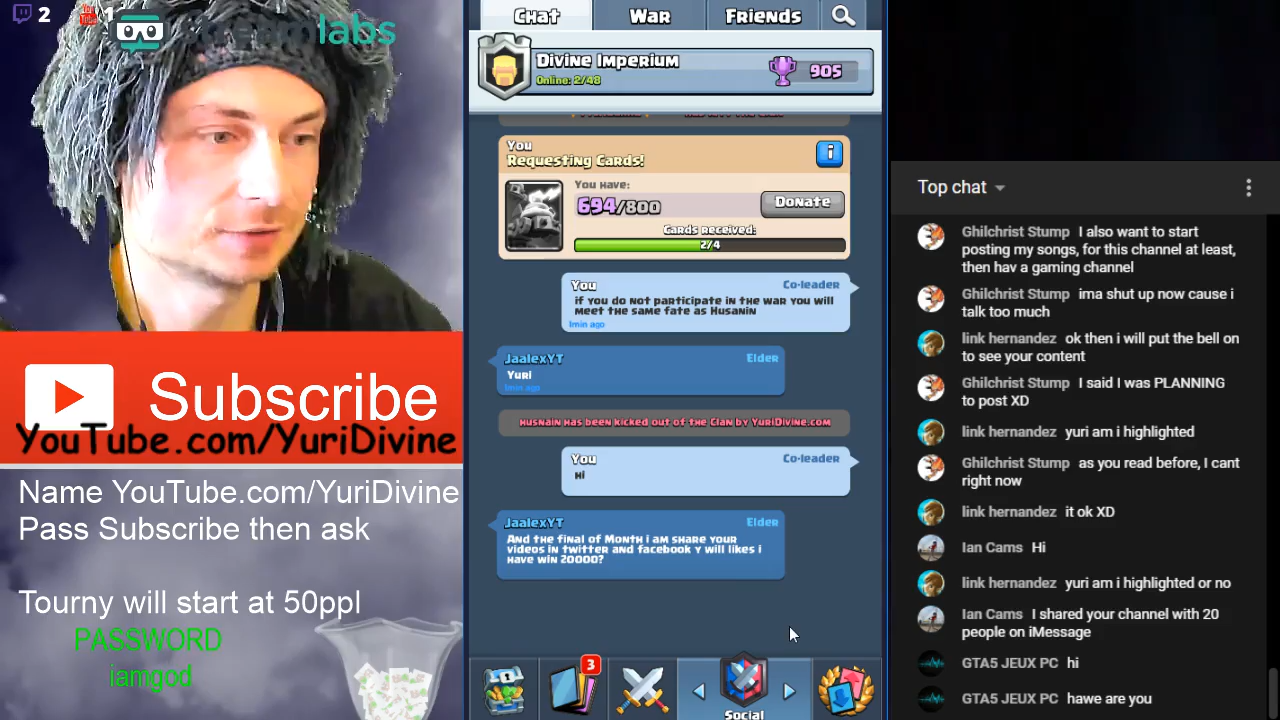 2
1
streamlabs
Subscribe
YouTube.com/YuriDivine
Name YouTube.com/YuriDivine
Pass Subscribe then ask
Tourny will start at 50ppl
PASSWORD
iamgod
Chat
War
Friends
Divine Imperium
Online: 2/48
905
You
Requesting Cards!
i
You have:
694/800
Donate
Cards received:
2/4
You
Co-leader
if you do not participate in the war you will
meet the same fate as Husanin
1min ago
JaalexYT
Elder
Yuri
1min ago
Husnain has been kicked out of the Clan by YuriDivine.com
You
Co-leader
Hi
JaalexYT
Elder
And the final of Month i am share your
videos in twitter and facebook y will likes i
have win 20000?
1
3
Social
Top chat
Ghilchrist Stump I also want to start
posting my songs, for this channel at least,
then hav a gaming channel
Ghilchrist Stump ima shut up now cause i
talk too much
link hernandez ok then i will put the bell on
to see your content
Ghilchrist Stump I said I was PLANNING
to post XD
link hernandez yuri am i highlighted
Ghilchrist Stump as you read before, I cant
right now
link hernandez it ok XD
Ian Cams Hi
link hernandez yuri am i highlighted or no
Ian Cams I shared your channel with 20
people on iMessage
GTA5 JEUX PC hi
GTA5 JEUX PC hawe are you